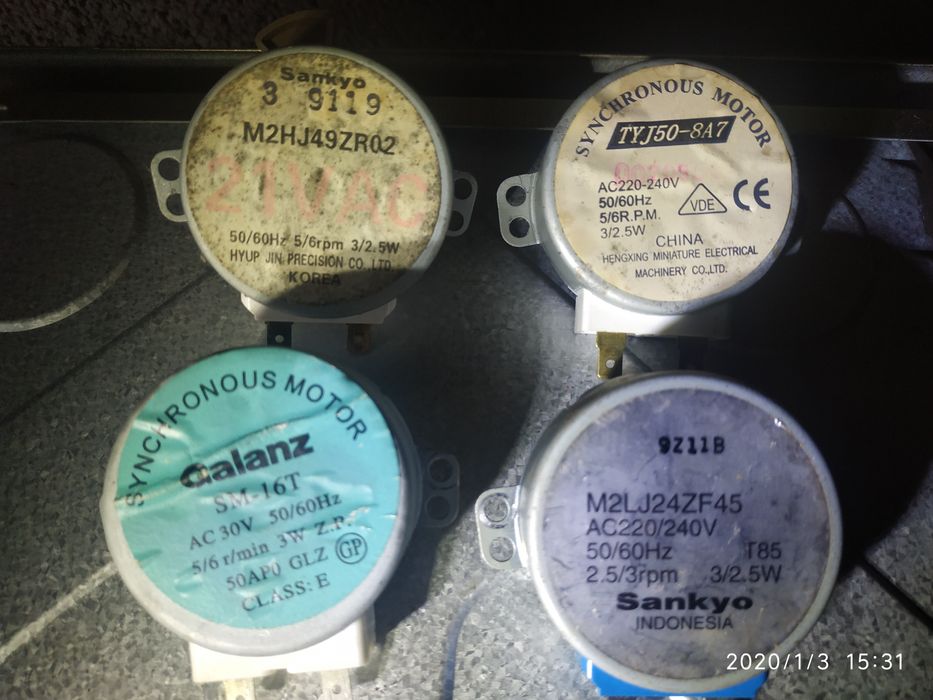 Sankyo
3 9119
M2HJ49ZR02
21VAC
50/60Hz 5/6rpm 3/2.5W
HYUP JIN PRECISION CO.,LTD.
KOREA
SYNCHRONOUS MOTOR
TYJ50-8A7
AC220-240V
50/60Hz
5/6R.P.M.
3/2.5W
VDE
CE
CHINA
HENGXING MINIATURE ELECTRICAL
MACHINERY CO.,LTD.
SYNCHRONOUS MOTOR
Galanz
SM-16T
AC 30V 50/60Hz
5/6 r/min 3W Z.P.
50AP0 GLZ GP
CLASS: E
9Z11B
M2LJ24ZF45
AC220/240V
50/60Hz T85
2.5/3rpm 3/2.5W
Sankyo
INDONESIA
2020/1/3 15:31